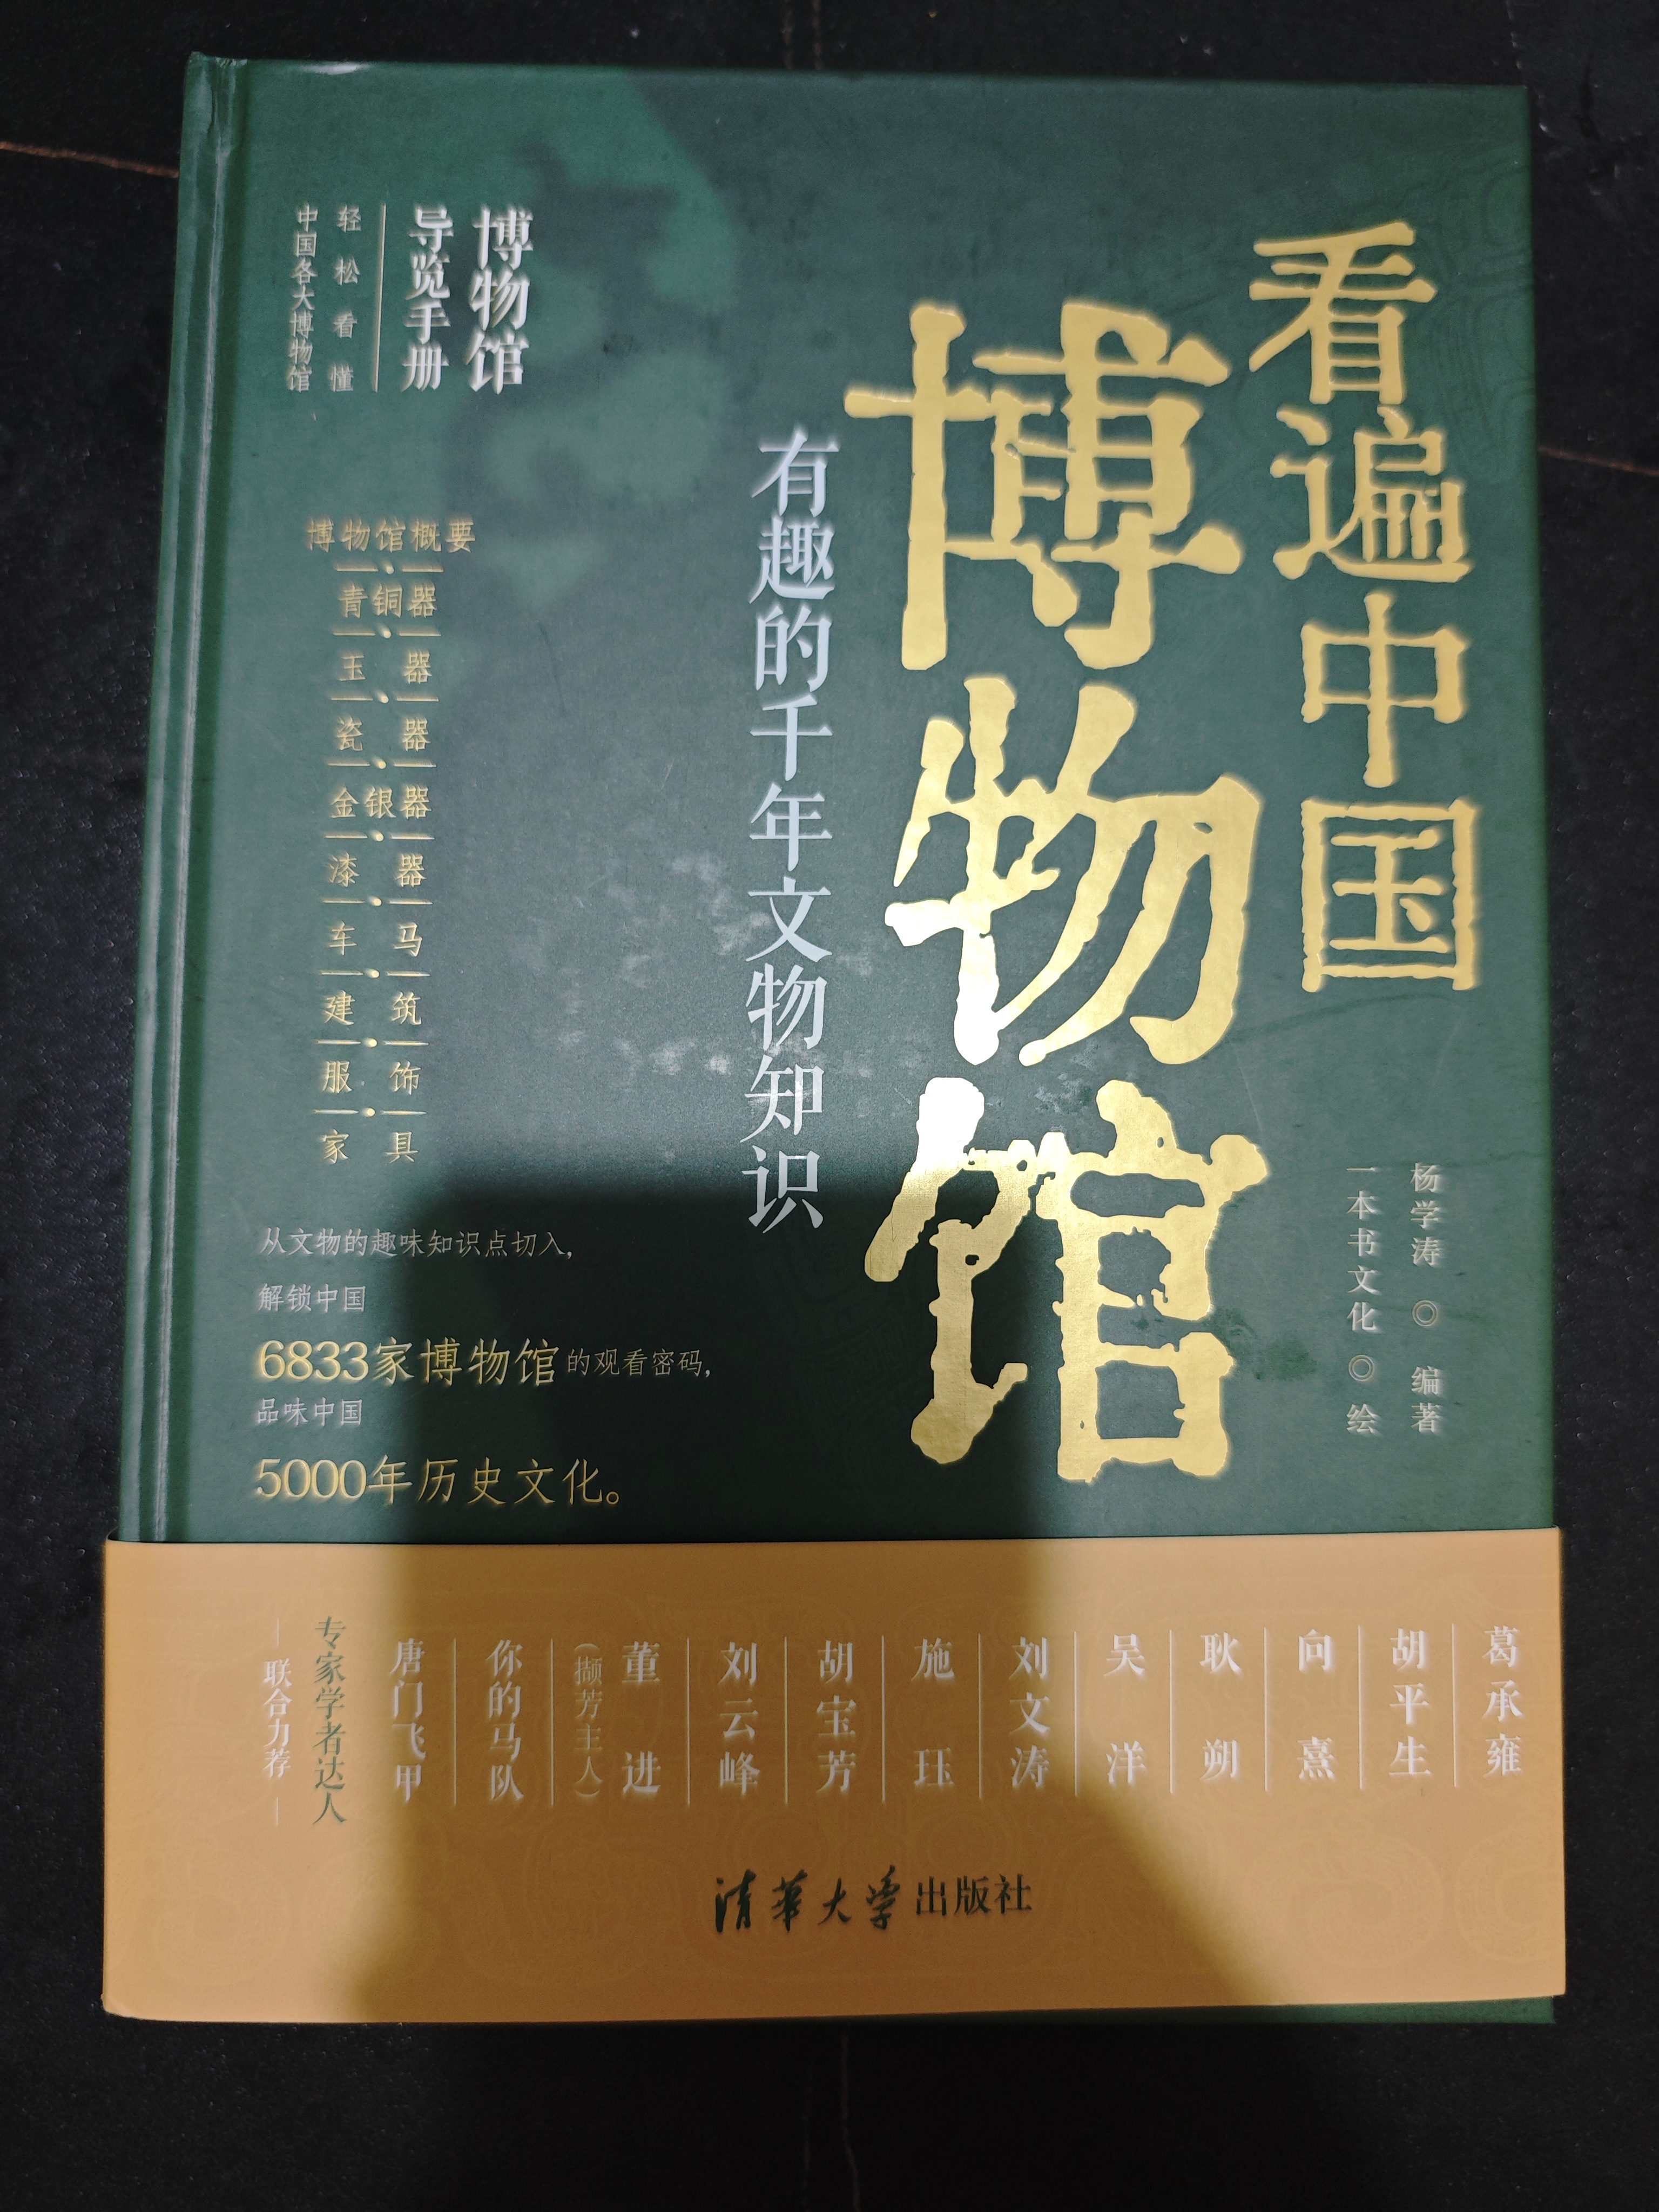 看遍中国
博物馆
有趣的千年文物知识
杨学涛 ◎ 编著
一本书文化 ◎ 绘
博物馆
导览手册
轻松看懂
中国各大博物馆
博物馆概要
青铜器
玉器
瓷器
金银器
漆器
车马
建筑
服饰
家具
从文物的趣味知识点切入，
解锁中国
6833家博物馆的观看密码，
品味中国
5000年历史文化。
葛承雍
胡平生
向熹
耿朔
吴洋
刘文涛
施珏
胡宝芳
刘云峰
董进
（撷芳主人）
你的马队
唐门飞甲
专家学者达人
联合力荐
清华大学出版社